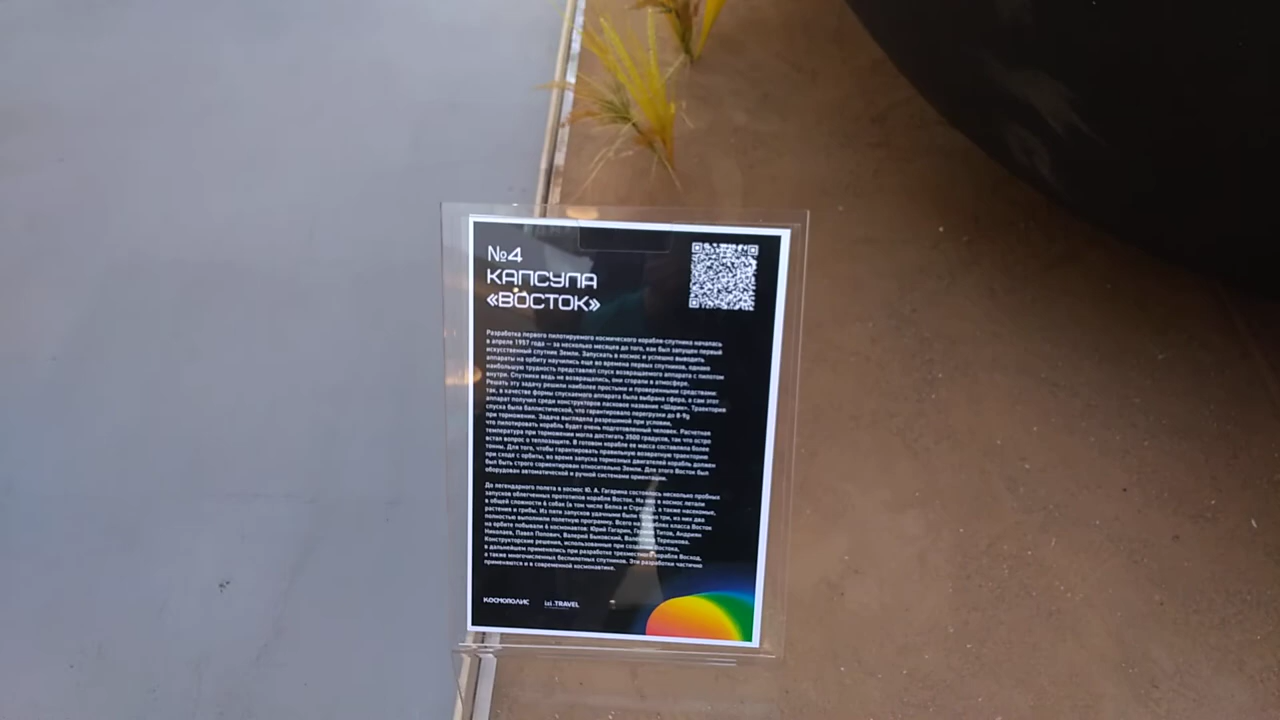 №4
КАПСУЛА
«ВОСТОК»
Разработка первого пилотируемого космического корабля-спутника началась
в апреле 1957 года — за несколько месяцев до того, как был запущен первый
искусственный спутник Земли. Запускать в космос и успешно выводить
аппараты на орбиту научились еще во времена первых спутников, однако
наибольшую трудность представлял спуск возвращаемого аппарата с пилотом
внутри. Спутники ведь не возвращались, они сгорали в атмосфере.
Решать эту задачу решили наиболее простыми и проверенными средствами:
так, в качестве формы спускаемого аппарата была выбрана сфера, а сам этот
аппарат получил среди конструкторов ласковое название «Шарик». Траектория
спуска была баллистической, что гарантировало перегрузки до 8-9g
при торможении. Задача выглядела разрешимой при условии,
что пилотировать корабль будет очень подготовленный человек. Расчетная
температура при торможении могла достигать 3500 градусов, так что остро
встал вопрос о теплозащите. В готовом корабле ее масса составляла более
тонны. Для того, чтобы гарантировать правильную возвратную траекторию
при сходе с орбиты, во время запуска тормозных двигателей корабль должен
был быть строго сориентирован относительно Земли. Для этого Восток был
оборудован автоматической и ручной системами ориентации.
До легендарного полета в космос Ю. А. Гагарина состоялось несколько пробных
запусков облегченных прототипов корабля Восток. На них в космос летали
в общей сложности 6 собак (в том числе Белка и Стрелка), а также насекомые,
растения и грибы. Из пяти запусков удачными были только три, из них два
полностью выполнили полетную программу. Всего на кораблях класса Восток
на орбите побывали 6 космонавтов: Юрий Гагарин, Герман Титов, Андриян
Николаев, Павел Попович, Валерий Быковский, Валентина Терешкова.
Конструкторские решения, использованные при создании Востока,
в дальнейшем применялись при разработке трехместного корабля Восход,
а также многочисленных беспилотных спутников. Эти разработки частично
применяются и в современной космонавтике.
КОСМОПОЛИС
izi.TRAVEL